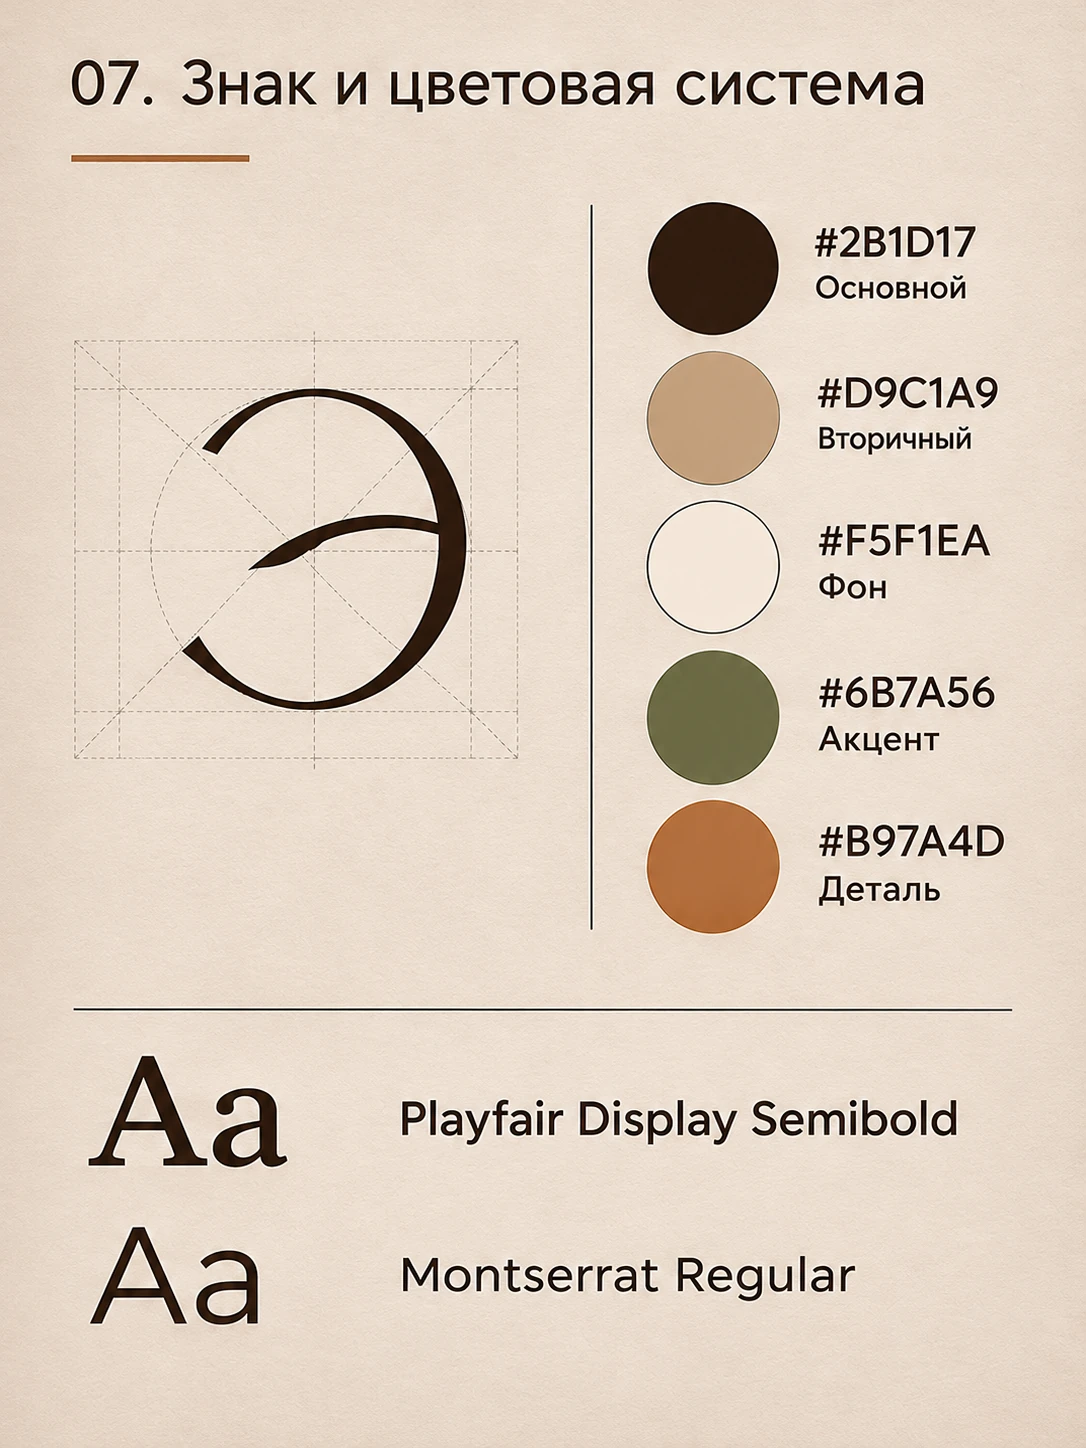 07. Знак и цветовая система
Э
#2B1D17
Основной
#D9C1A9
Вторичный
#F5F1EA
Фон
#6B7A56
Акцент
#B97A4D
Деталь
Aa
Playfair Display Semibold
Aa
Montserrat Regular